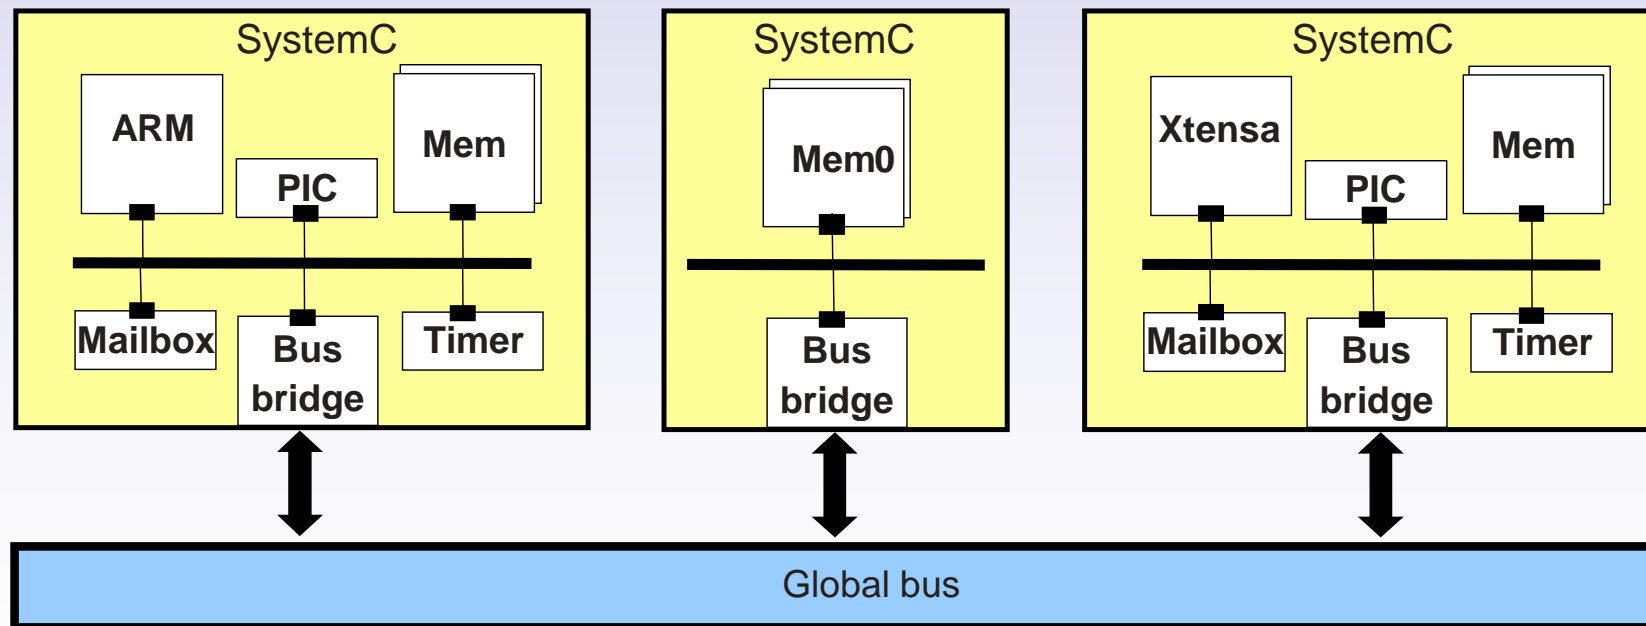 SystemC
ARM
PIC
Mem
Mailbox
Bus
bridge
Timer
SystemC
Mem0
Bus
bridge
SystemC
Xtensa
PIC
Mem
Mailbox
Bus
bridge
Timer
Global bus